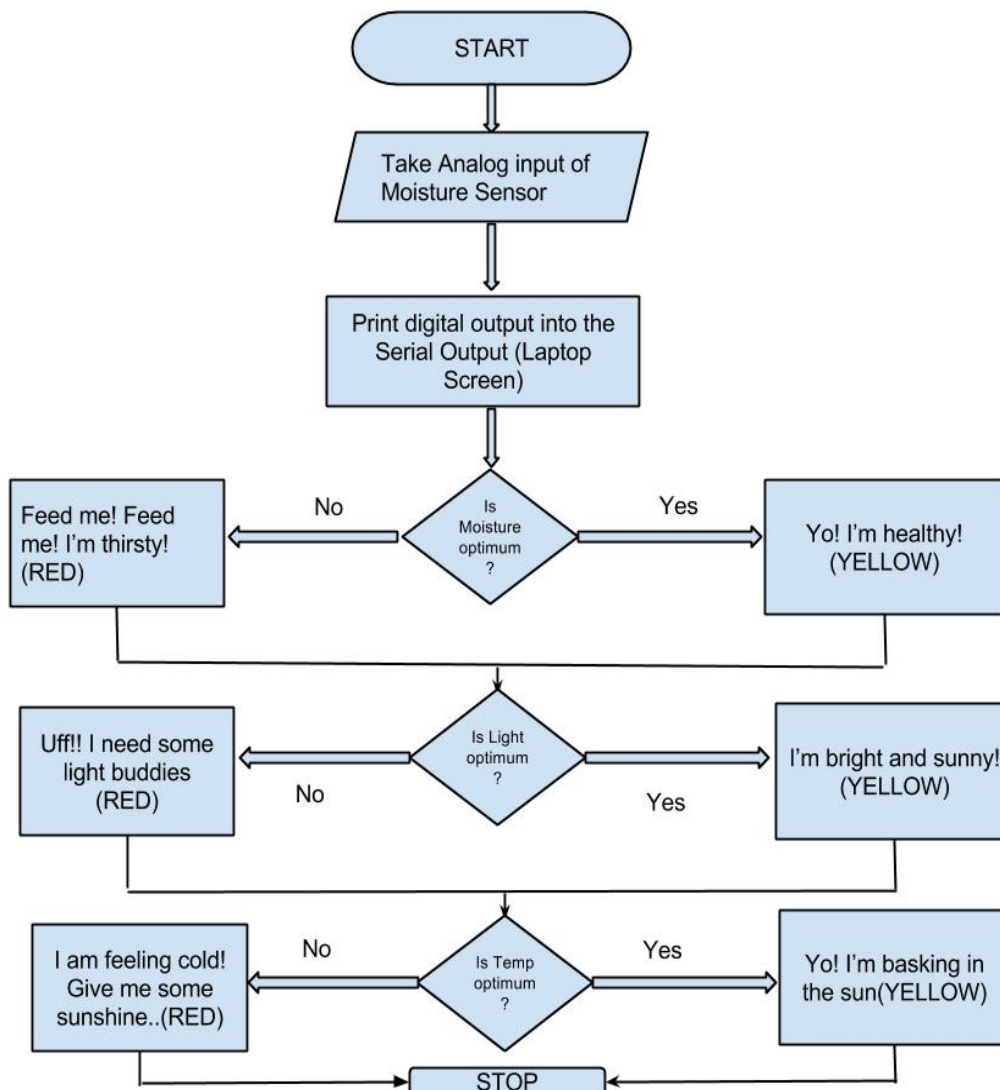 START
Take Analog input of
Moisture Sensor
Print digital output into the
Serial Output (Laptop
Screen)
Is
Moisture
optimum
?
No
Yes
Feed me! Feed
me! I'm thirsty!
(RED)
Yo! I'm healthy!
(YELLOW)
Is Light
optimum
?
No
Yes
Uff!! I need some
light buddies
(RED)
I'm bright and sunny!
(YELLOW)
Is Temp
optimum
?
No
Yes
I am feeling cold!
Give me some
sunshine..(RED)
Yo! I'm basking in
the sun(YELLOW)
STOP